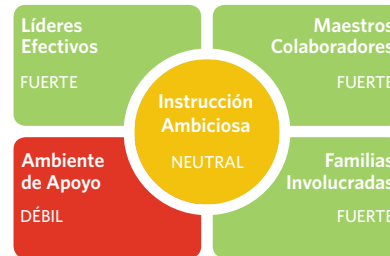 Líderes
Efectivos
FUERTE
Maestros
Colaboradores
FUERTE
Instrucción
Ambiciosa
NEUTRAL
Ambiente
de Apoyo
DÉBIL
Familias
Involucradas
FUERTE